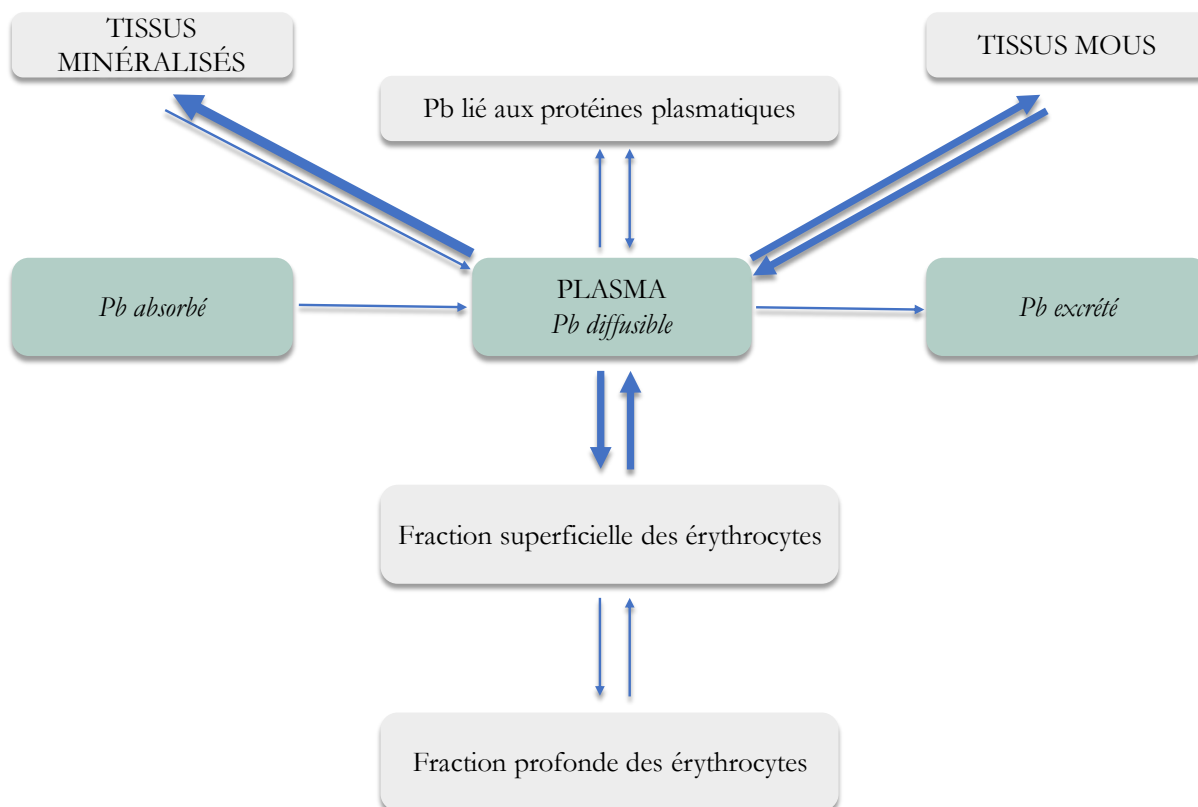 TISSUS
MINÉRALISÉS
TISSUS MOUS
Pb lié aux protéines plasmatiques
Pb absorbé
PLASMA
Pb diffusible
Pb excrété
Fraction superficielle des érythrocytes
Fraction profonde des érythrocytes